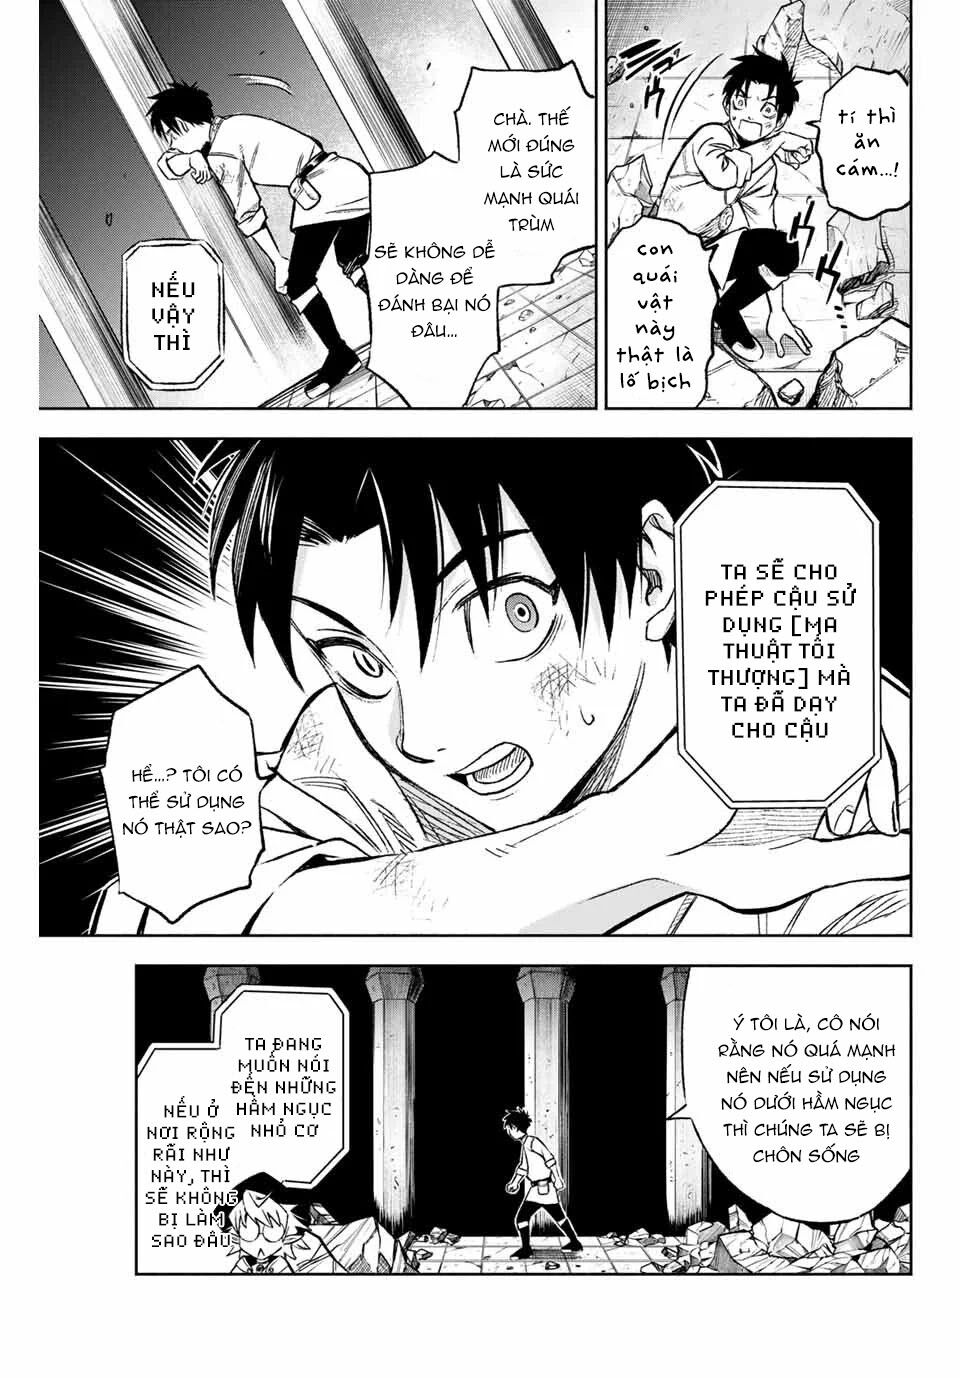 tí thì
ăn
cám...!
con
quái
vật này
thật là
lố bịch
CHÀ. THẾ
MỚI ĐÚNG
LÀ SỨC
MẠNH QUÁI
TRÙM
SẼ KHÔNG DỄ
DÀNG ĐỂ
ĐÁNH BẠI NÓ
ĐÂU...
NẾU
VẬY
THÌ
TA SẼ CHO
PHÉP CẬU SỬ
DỤNG [MA
THUẬT TỐI
THƯỢNG] MÀ
TA ĐÃ DẠY
CHO CẬU
HỂ...? TÔI CÓ
THỂ SỬ DỤNG
NÓ THẬT SAO?
Ý TÔI LÀ, CÔ NÓI
RẰNG NÓ QUÁ MẠNH
NÊN NẾU SỬ DỤNG
NÓ DƯỚI HẦM NGỤC
THÌ CHÚNG TA SẼ BỊ
CHÔN SỐNG
TA ĐANG
MUỐN NÓI
ĐẾN NHỮNG
HẦM NGỤC
NHỎ CƠ
NẾU Ở
NƠI RỘNG
RÃI NHƯ
NÀY, THÌ
SẼ KHÔNG
BỊ LÀM
SAO ĐÂU